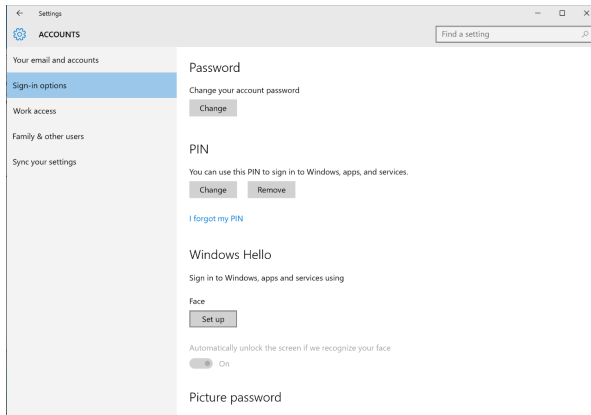 Settings
ACCOUNTS
Find a setting
Your email and accounts
Sign-in options
Work access
Family & other users
Sync your settings
Password
Change your account password
Change
PIN
You can use this PIN to sign in to Windows, apps, and services.
Change Remove
I forgot my PIN
Windows Hello
Sign in to Windows, apps and services using
Face
Set up
Automatically unlock the screen if we recognize your face
On
Picture password